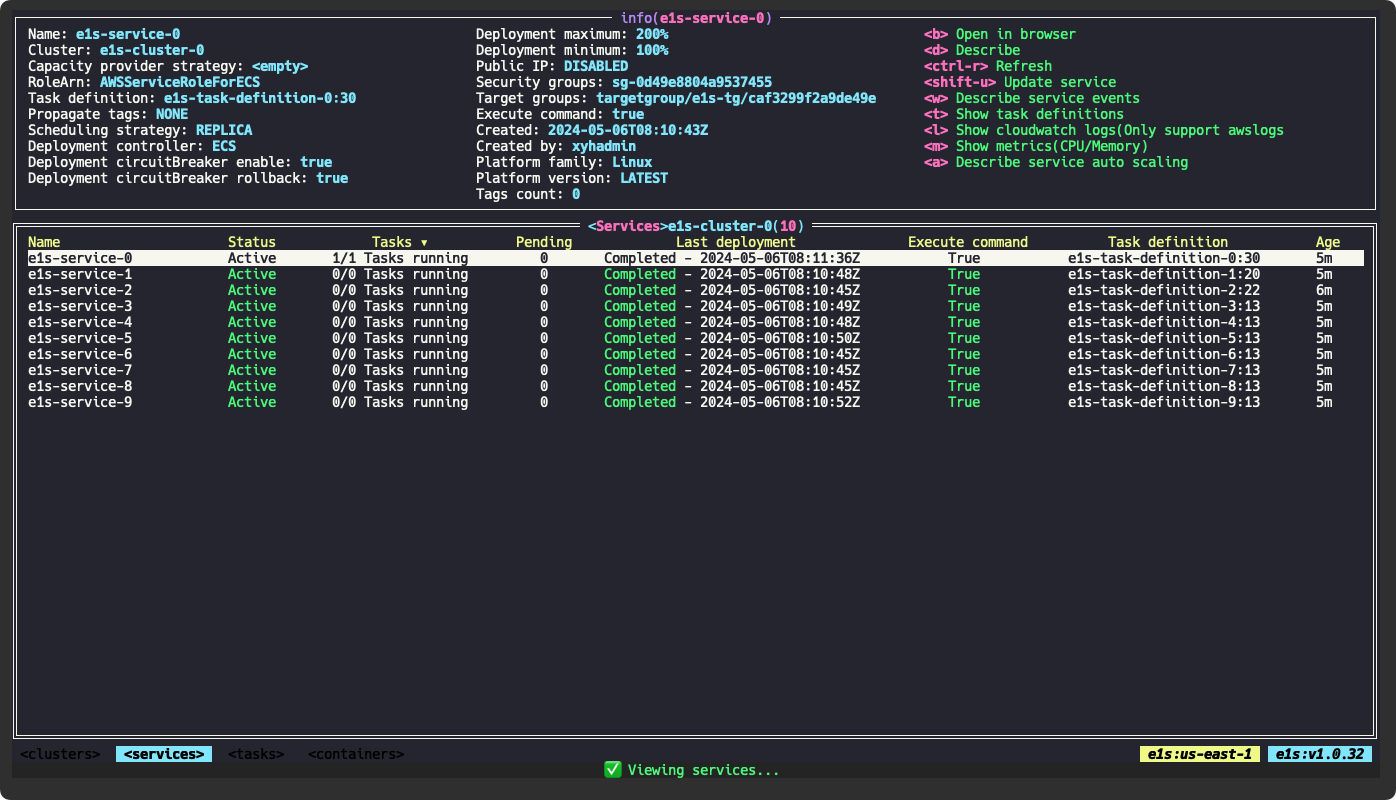 info(e1s-service-0)
Name: e1s-service-0
Cluster: e1s-cluster-0
Capacity provider strategy: <empty>
RoleArn: AWSServiceRoleForECS
Task definition: e1s-task-definition-0:30
Propagate tags: NONE
Scheduling strategy: REPLICA
Deployment controller: ECS
Deployment circuitBreaker enable: true
Deployment circuitBreaker rollback: true
Deployment maximum: 200%
Deployment minimum: 100%
Public IP: DISABLED
Security groups: sg-0d49e8804a9537455
Target groups: targetgroup/e1s-tg/caf3299f2a9de49e
Execute command: true
Created: 2024-05-06T08:10:43Z
Created by: xyhadmin
Platform family: Linux
Platform version: LATEST
Tags count: 0
<b> Open in browser
<d> Describe
<ctrl-r> Refresh
<shift-u> Update service
<w> Describe service events
<t> Show task definitions
<l> Show cloudwatch logs(Only support awslogs
<m> Show metrics(CPU/Memory)
<a> Describe service auto scaling
<Services>e1s-cluster-0(10)
Name Status Tasks ▼ Pending Last deployment Execute command Task definition Age
e1s-service-0 Active 1/1 Tasks running 0 Completed - 2024-05-06T08:11:36Z True e1s-task-definition-0:30 5m
e1s-service-1 Active 0/0 Tasks running 0 Completed - 2024-05-06T08:10:48Z True e1s-task-definition-1:20 5m
e1s-service-2 Active 0/0 Tasks running 0 Completed - 2024-05-06T08:10:45Z True e1s-task-definition-2:22 6m
e1s-service-3 Active 0/0 Tasks running 0 Completed - 2024-05-06T08:10:49Z True e1s-task-definition-3:13 5m
e1s-service-4 Active 0/0 Tasks running 0 Completed - 2024-05-06T08:10:48Z True e1s-task-definition-4:13 5m
e1s-service-5 Active 0/0 Tasks running 0 Completed - 2024-05-06T08:10:50Z True e1s-task-definition-5:13 5m
e1s-service-6 Active 0/0 Tasks running 0 Completed - 2024-05-06T08:10:45Z True e1s-task-definition-6:13 5m
e1s-service-7 Active 0/0 Tasks running 0 Completed - 2024-05-06T08:10:45Z True e1s-task-definition-7:13 5m
e1s-service-8 Active 0/0 Tasks running 0 Completed - 2024-05-06T08:10:45Z True e1s-task-definition-8:13 5m
e1s-service-9 Active 0/0 Tasks running 0 Completed - 2024-05-06T08:10:52Z True e1s-task-definition-9:13 5m
<clusters> <services> <tasks> <containers> e1s:us-east-1 e1s:v1.0.32
✅ Viewing services...